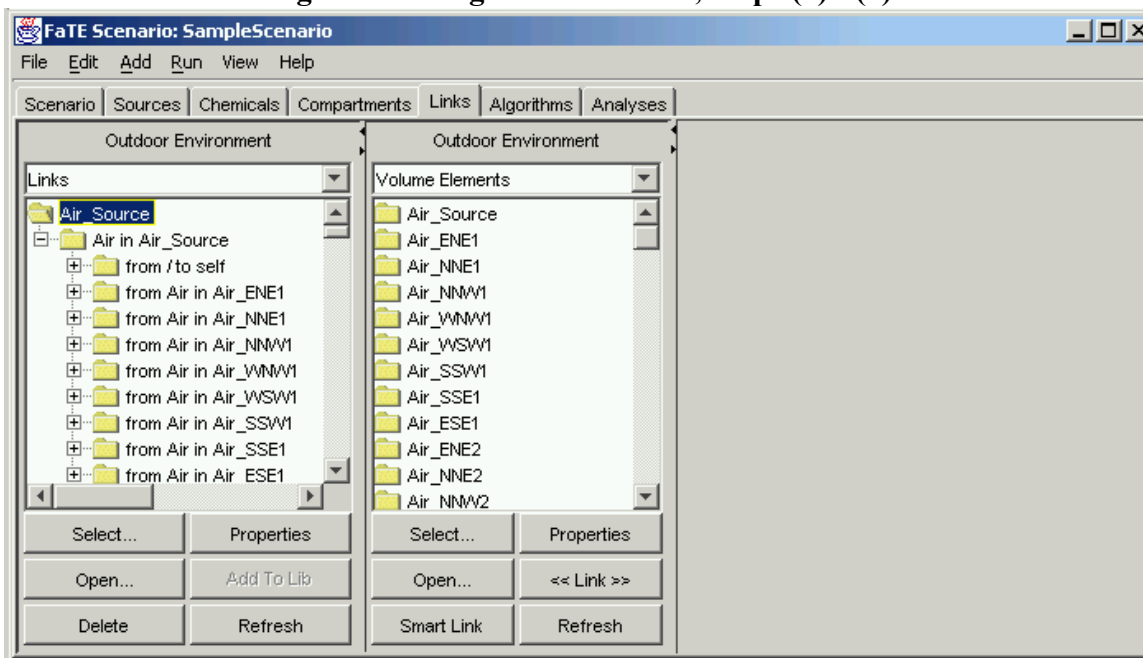 FaTE Scenario: SampleScenario
File Edit Add Run View Help
Scenario Sources Chemicals Compartments Links Algorithms Analyses
Outdoor Environment
Links
Air_Source
Air in Air_Source
from / to self
from Air in Air_ENE1
from Air in Air_NNE1
from Air in Air_NNW1
from Air in Air_WNW1
from Air in Air_WSW1
from Air in Air_SSW1
from Air in Air_SSE1
from Air in Air_ESE1
Select... Properties
Open... Add To Lib
Delete Refresh
Outdoor Environment
Volume Elements
Air_Source
Air_ENE1
Air_NNE1
Air_NNW1
Air_WNW1
Air_WSW1
Air_SSW1
Air_SSE1
Air_ESE1
Air_ENE2
Air_NNE2
Air_NNW2
Select... Properties
Open... << Link >>
Smart Link Refresh